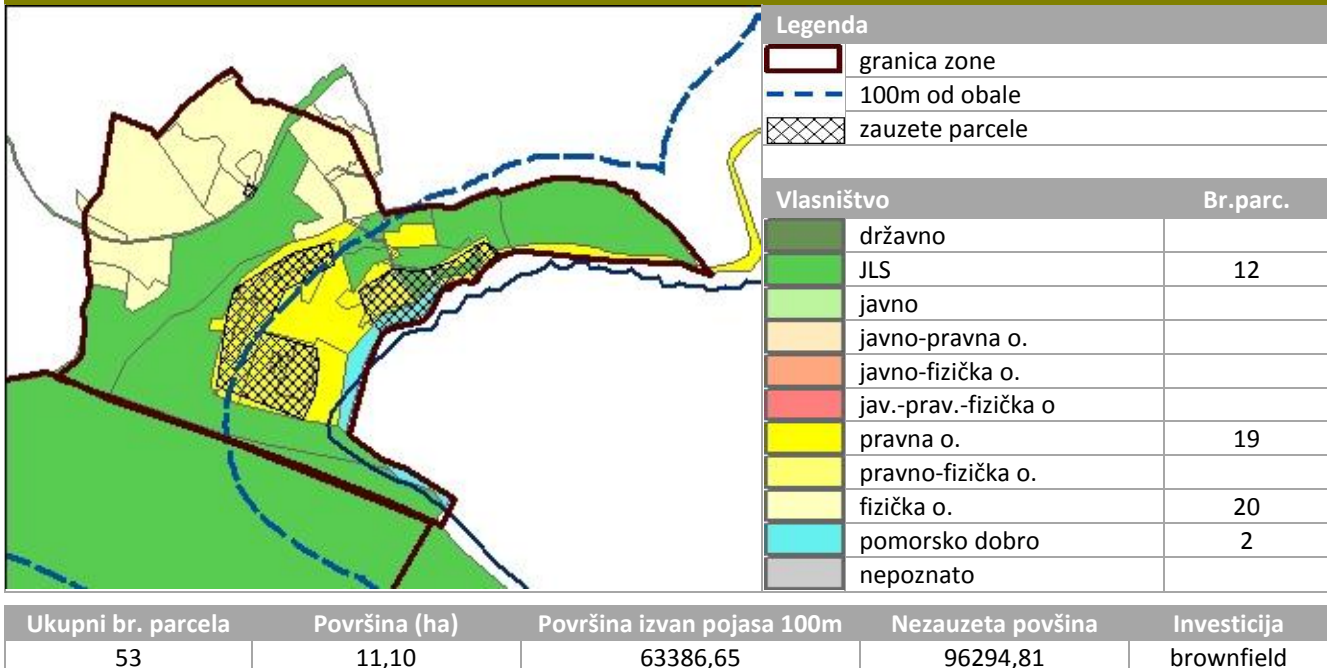 Legenda
granica zone
100m od obale
zauzete parcele
Vlasništvo Br.parc.
državno
JLS 12
javno
javno-pravna o.
javno-fizička o.
jav.-prav.-fizička o
pravna o. 19
pravno-fizička o.
fizička o. 20
pomorsko dobro 2
nepoznato
Ukupni br. parcela Površina (ha) Površina izvan pojasa 100m Nezauzeta povšina Investicija
53 11,10 63386,65 96294,81 brownfield